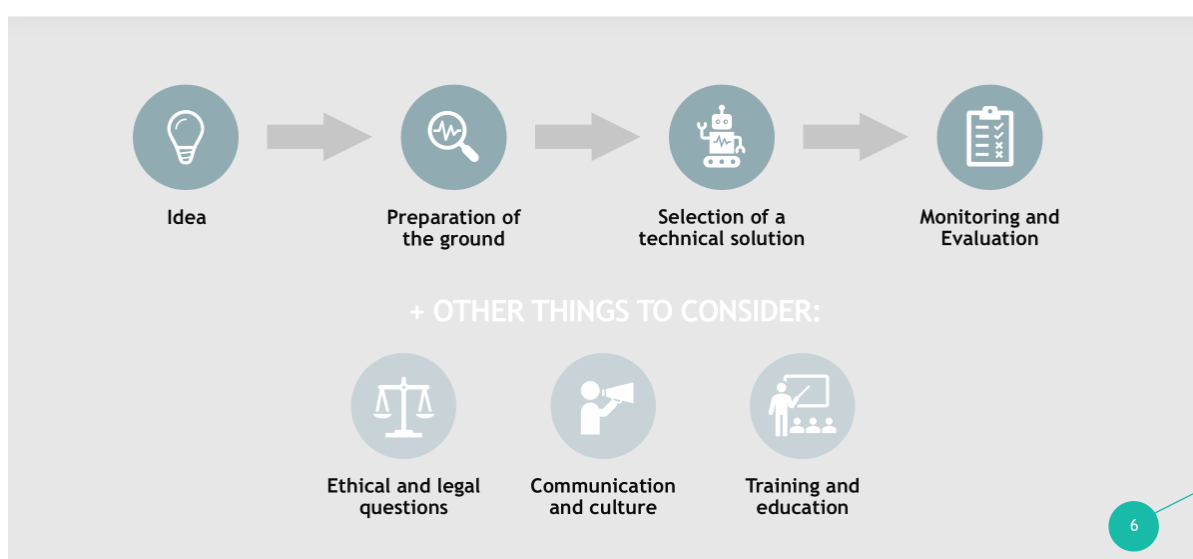 Idea
Preparation of
the ground
Selection of a
technical solution
Monitoring and
Evaluation
+ OTHER THINGS TO CONSIDER:
Ethical and legal
questions
Communication
and culture
Training and
education
6